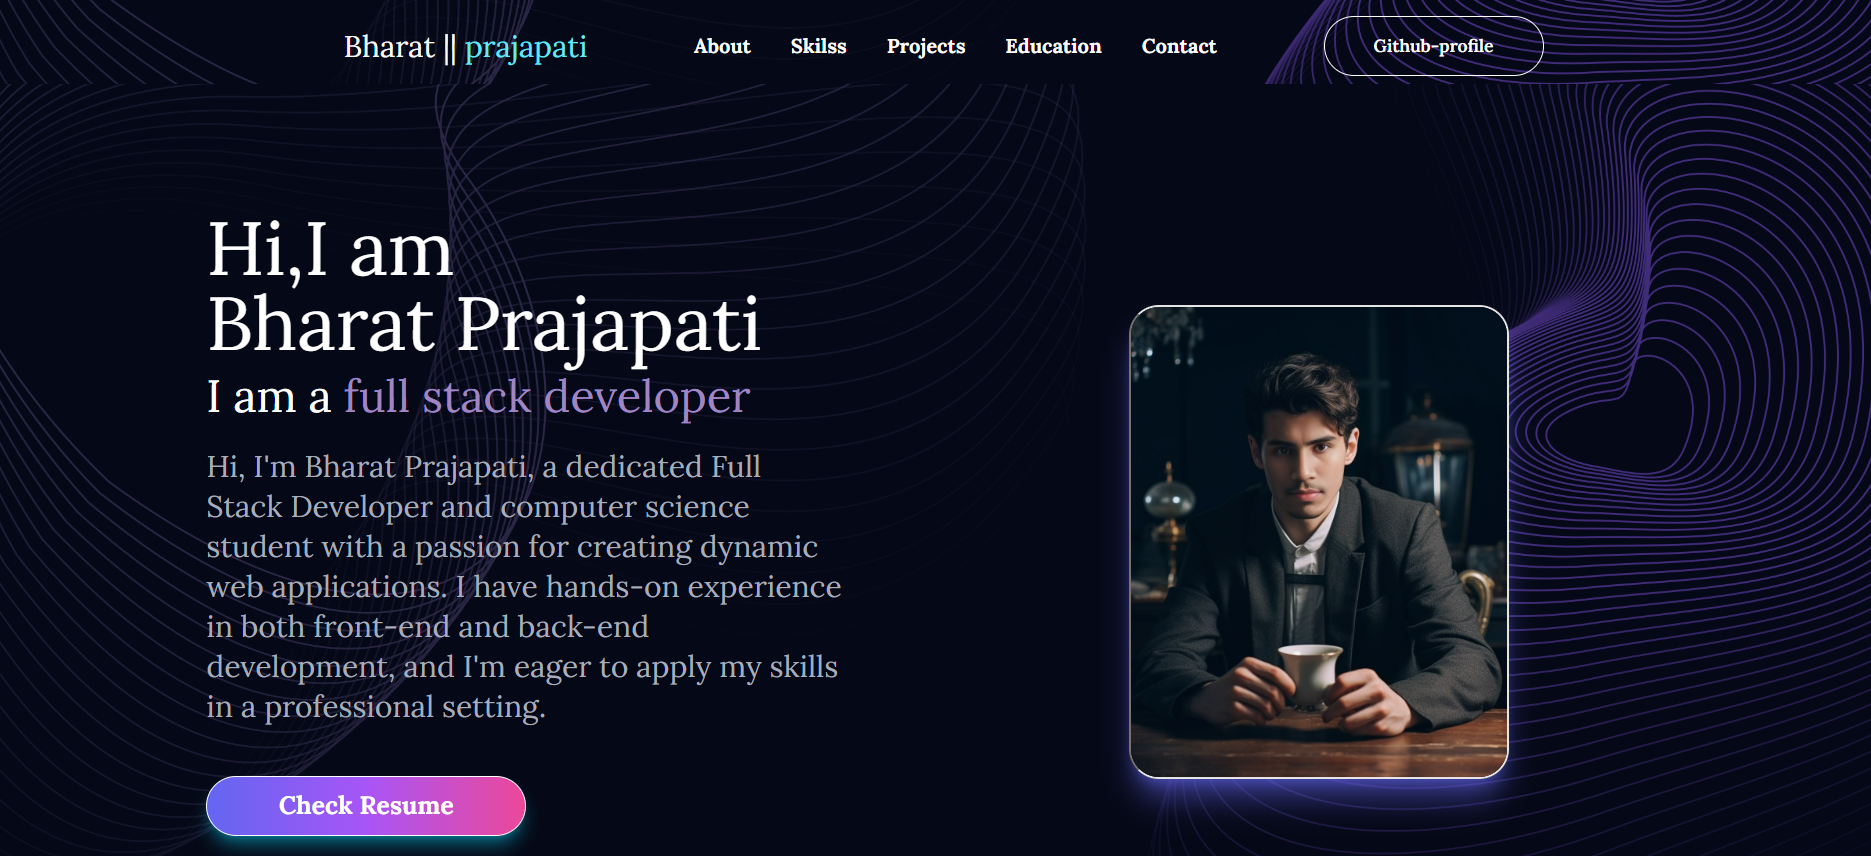 Bharat || prajapati
About Skilss Projects Education Contact
Github-profile
Hi,I am
Bharat Prajapati
I am a full stack developer
Hi, I'm Bharat Prajapati, a dedicated Full
Stack Developer and computer science
student with a passion for creating dynamic
web applications. I have hands-on experience
in both front-end and back-end
development, and I'm eager to apply my skills
in a professional setting.
Check Resume